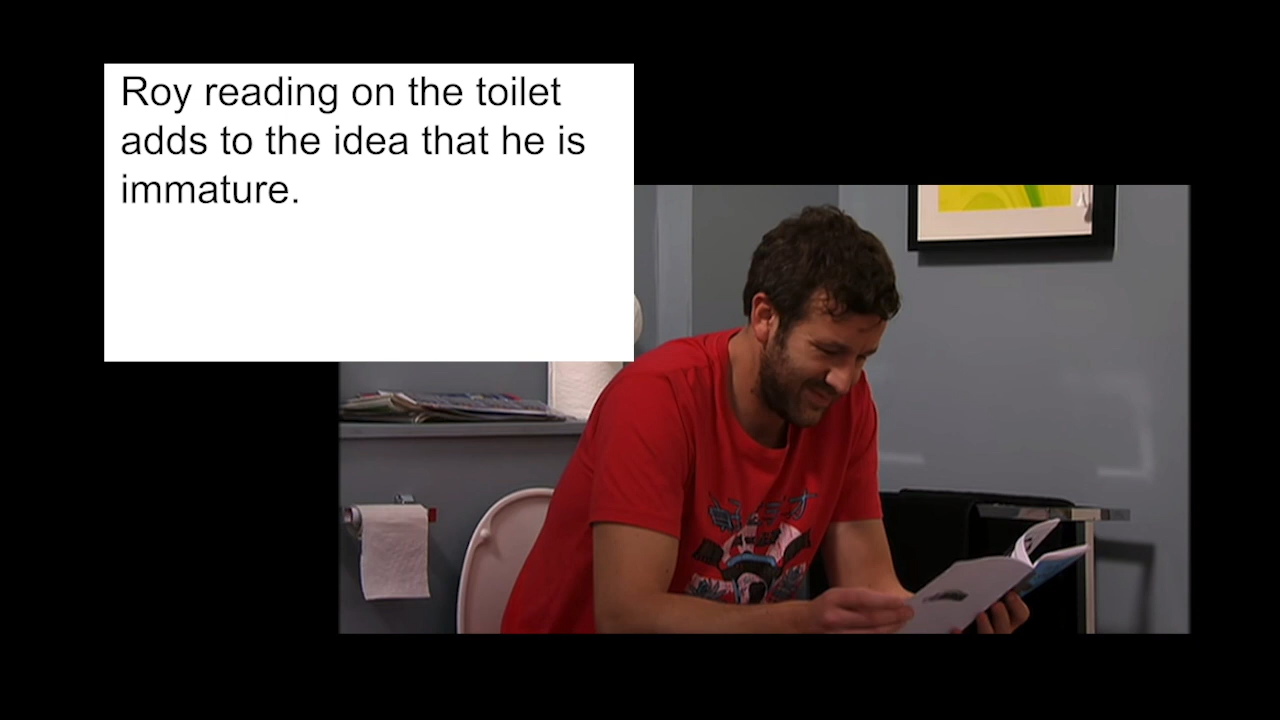 Roy reading on the toilet
adds to the idea that he is
immature.